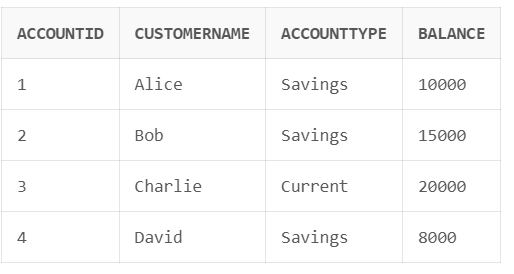 ACCOUNTID CUSTOMERNAME ACCOUNTTYPE BALANCE
1 Alice Savings 10000
2 Bob Savings 15000
3 Charlie Current 20000
4 David Savings 8000